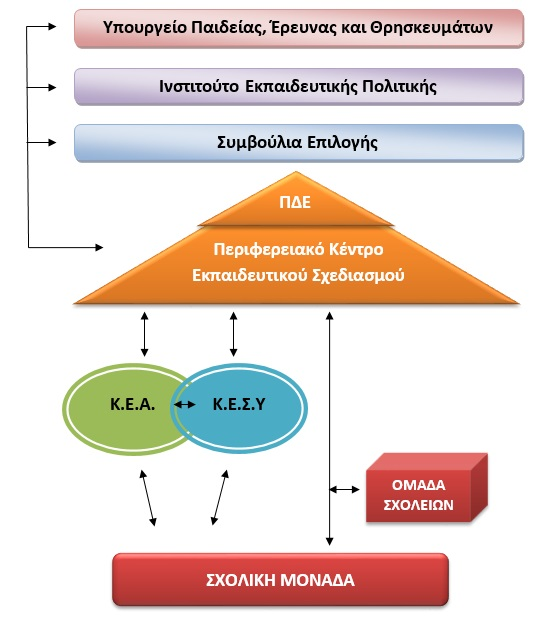 Υπουργείο Παιδείας, Έρευνας και Θρησκευμάτων
Ινστιτούτο Εκπαιδευτικής Πολιτικής
Συμβούλια Επιλογής
ΠΔΕ
Περιφερειακό Κέντρο
Εκπαιδευτικού Σχεδιασμού
Κ.Ε.Α.
Κ.Ε.Σ.Υ
ΟΜΑΔΑ
ΣΧΟΛΕΙΩΝ
ΣΧΟΛΙΚΗ ΜΟΝΑΔΑ